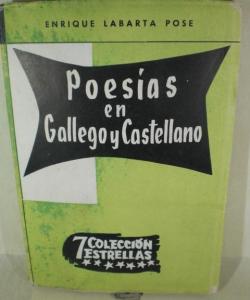 ENRIQUE LABARTA POSE
Poesías
en
Gallego y Castellano
7 COLECCIÓN
ESTRELLAS